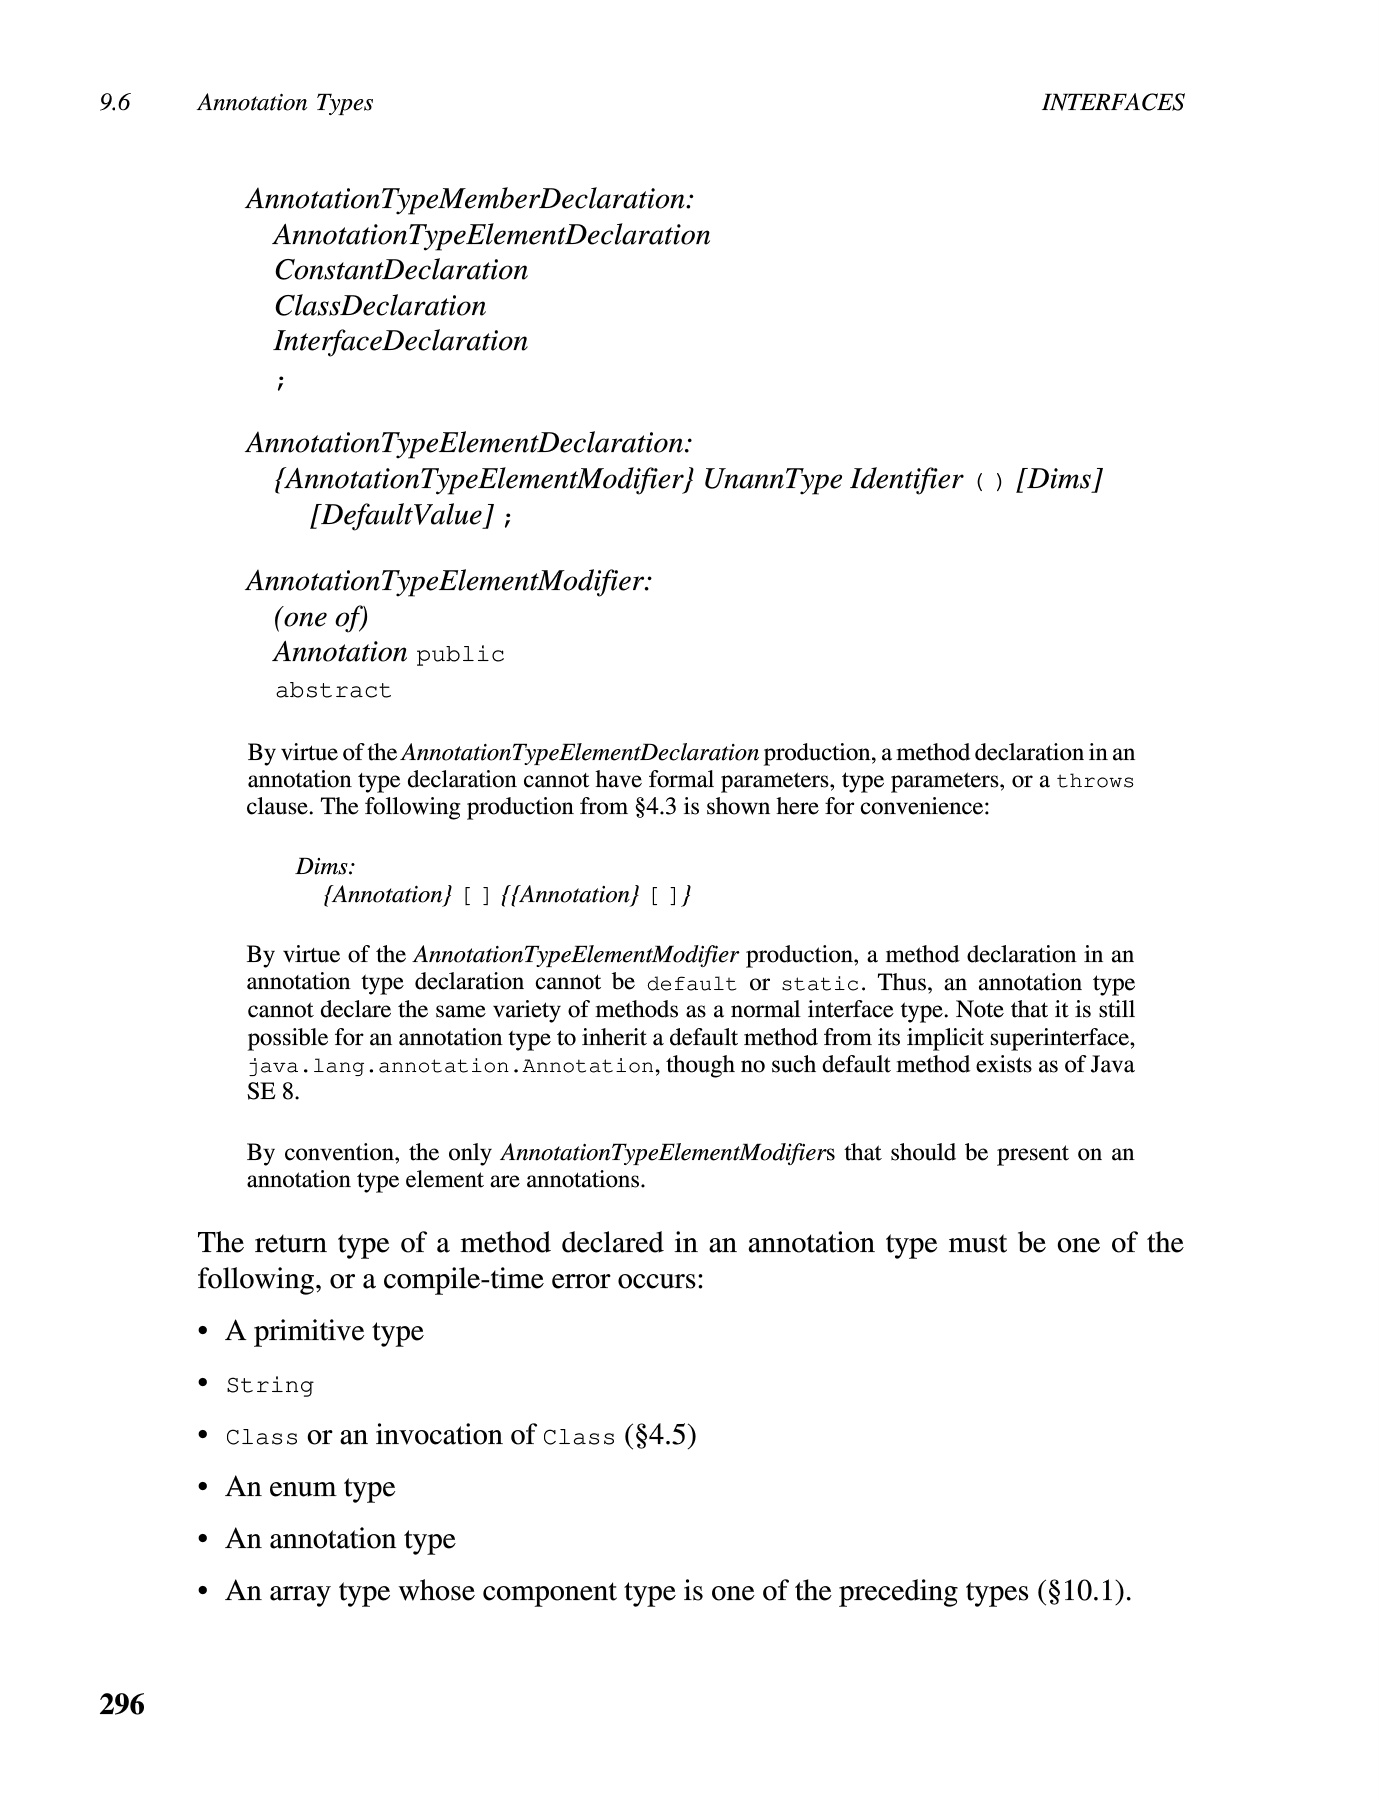 9.6 Annotation Types INTERFACES
AnnotationTypeMemberDeclaration:
AnnotationTypeElementDeclaration
ConstantDeclaration
ClassDeclaration
InterfaceDeclaration
;
AnnotationTypeElementDeclaration:
{AnnotationTypeElementModifier} UnannType Identifier ( ) [Dims]
[DefaultValue] ;
AnnotationTypeElementModifier:
(one of)
Annotation public
abstract
By virtue of the AnnotationTypeElementDeclaration production, a method declaration in an
annotation type declaration cannot have formal parameters, type parameters, or a throws
clause. The following production from §4.3 is shown here for convenience:
Dims:
{Annotation} [ ] {{Annotation} [ ]}
By virtue of the AnnotationTypeElementModifier production, a method declaration in an
annotation type declaration cannot be default or static. Thus, an annotation type
cannot declare the same variety of methods as a normal interface type. Note that it is still
possible for an annotation type to inherit a default method from its implicit superinterface,
java.lang.annotation.Annotation, though no such default method exists as of Java
SE 8.
By convention, the only AnnotationTypeElementModifiers that should be present on an
annotation type element are annotations.
The return type of a method declared in an annotation type must be one of the
following, or a compile-time error occurs:
• A primitive type
• String
• Class or an invocation of Class (§4.5)
• An enum type
• An annotation type
• An array type whose component type is one of the preceding types (§10.1).
296